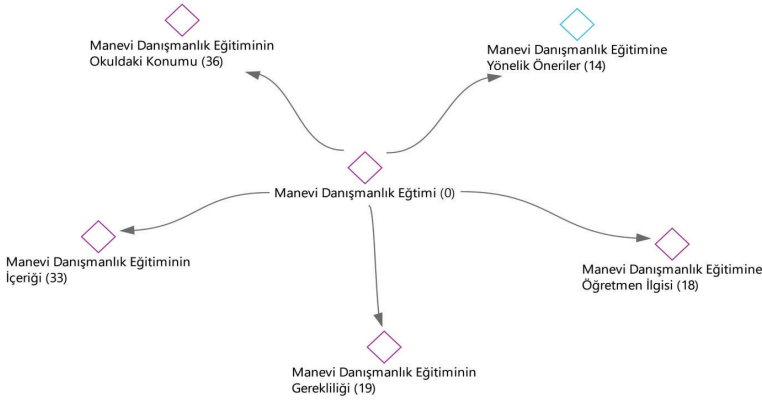 Manevi Danışmanlık Eğitiminin
Okuldaki Konumu (36)
Manevi Danışmanlık Eğitimine
Yönelik Öneriler (14)
Manevi Danışmanlık Eğtimi (0)
Manevi Danışmanlık Eğitiminin
İçeriği (33)
Manevi Danışmanlık Eğitimine
Öğretmen İlgisi (18)
Manevi Danışmanlık Eğitiminin
Gerekliliği (19)